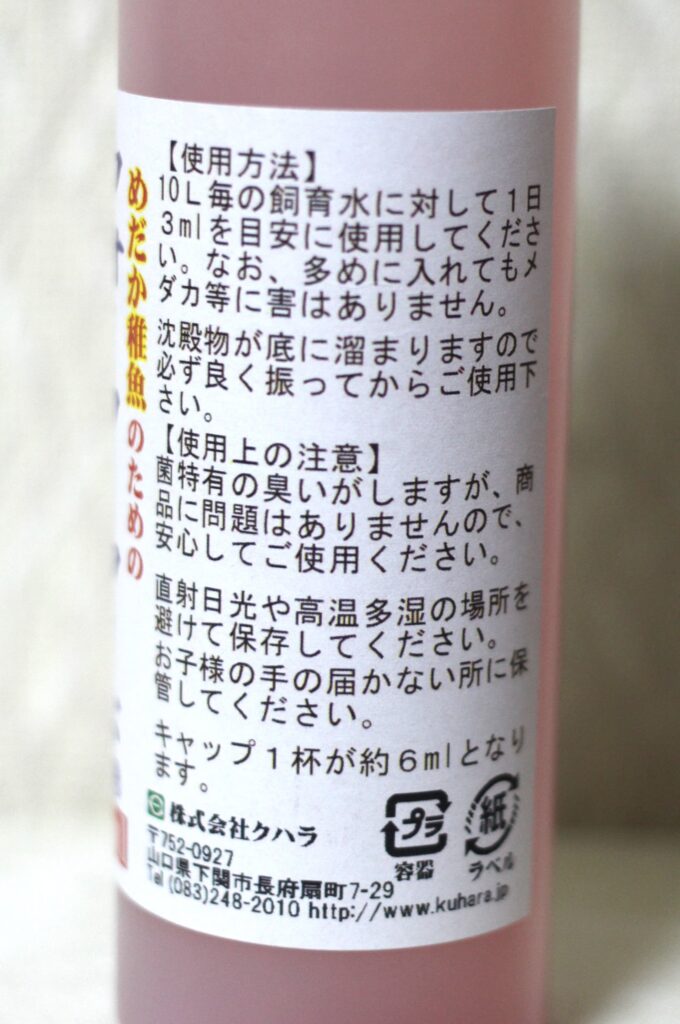 めだか稚魚のための
【使用方法】
10L毎の飼育水に対して1日
3mlを目安に使用してくださ
い。なお、多めに入れてもメ
ダカ等に害はありません。
沈殿物が底に溜まりますので
必ず良く振ってからご使用下
さい。
【使用上の注意】
菌特有の臭いがしますが、商
品に問題はありませんので、
安心してご使用ください。
直射日光や高温多湿の場所を
避けて保存してください。
お子様の手の届かない所に保
管してください。
キャップ1杯が約6mlとなり
ます。
株式会社クハラ
〒752-0927
山口県下関市長府扇町7-29
Tel (083)248-2010 http://www.kuhara.jp
プラ
容器
紙
ラベル